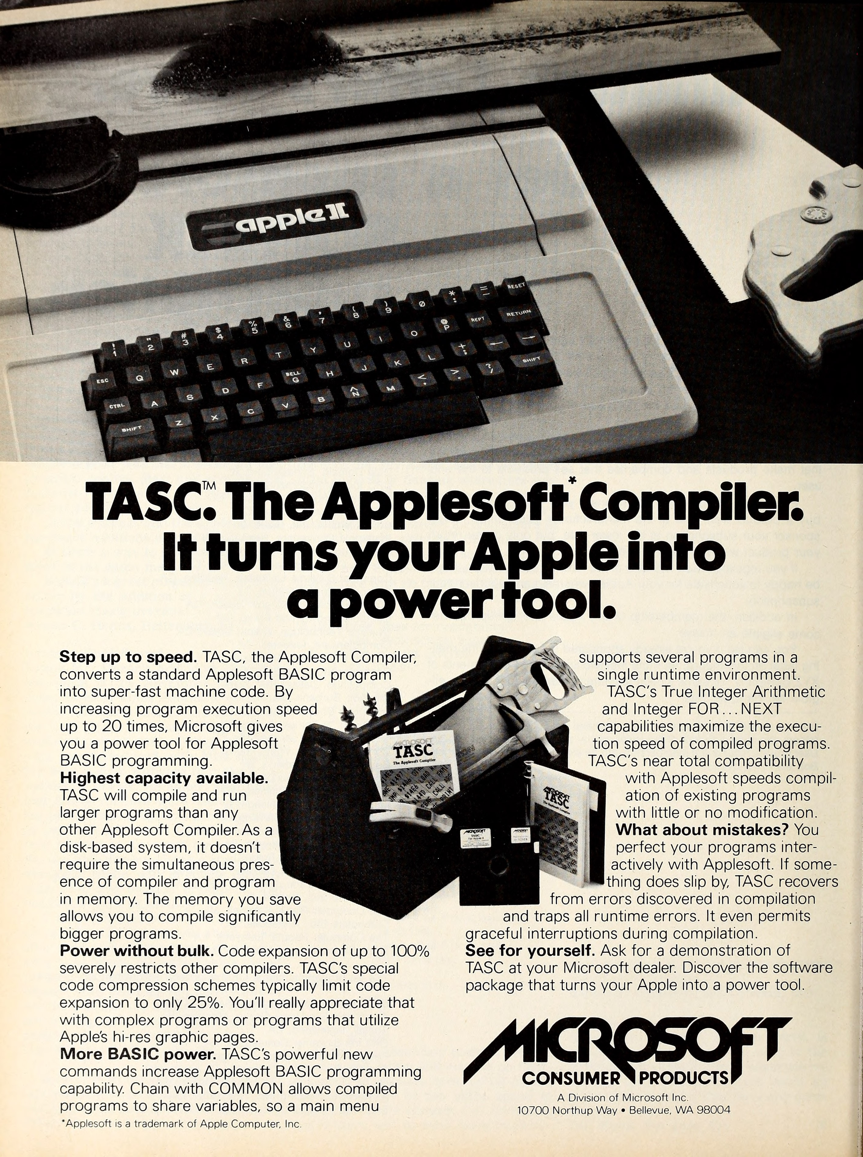 apple ][
! 1
" 2
# 3
$ 4
% 5
& 6
' 7
( 8
) 9
0
* :
= -
RESET
ESC
Q
W
E
R
T
Y
U
I
O
@ P
REPT
RETURN
CTRL
A
S
D
F
BELL G
H
J
K
L
+ ;
←
→
SHIFT
Z
X
C
V
B
^ N
M
< ,
> .
? /
SHIFT
TASC.™ The Applesoft* Compiler.
It turns your Apple into
a power tool.
Step up to speed. TASC, the Applesoft Compiler,
converts a standard Applesoft BASIC program
into super-fast machine code. By
increasing program execution speed
up to 20 times, Microsoft gives
you a power tool for Applesoft
BASIC programming.
Highest capacity available.
TASC will compile and run
larger programs than any
other Applesoft Compiler. As a
disk-based system, it doesn't
require the simultaneous pres-
ence of compiler and program
in memory. The memory you save
allows you to compile significantly
bigger programs.
Power without bulk. Code expansion of up to 100%
severely restricts other compilers. TASC's special
code compression schemes typically limit code
expansion to only 25%. You'll really appreciate that
with complex programs or programs that utilize
Apple's hi-res graphic pages.
More BASIC power. TASC's powerful new
commands increase Applesoft BASIC programming
capability. Chain with COMMON allows compiled
programs to share variables, so a main menu
*Applesoft is a trademark of Apple Computer, Inc.
MICROSOFT
TASC
The Applesoft Compiler
MICROSOFT
TASC
MICROSOFT
supports several programs in a
single runtime environment.
TASC's True Integer Arithmetic
and Integer FOR...NEXT
capabilities maximize the execu-
tion speed of compiled programs.
TASC's near total compatibility
with Applesoft speeds compil-
ation of existing programs
with little or no modification.
What about mistakes? You
perfect your programs inter-
actively with Applesoft. If some-
thing does slip by, TASC recovers
from errors discovered in compilation
and traps all runtime errors. It even permits
graceful interruptions during compilation.
See for yourself. Ask for a demonstration of
TASC at your Microsoft dealer. Discover the software
package that turns your Apple into a power tool.
MICROSOFT
CONSUMER PRODUCTS
A Division of Microsoft Inc.
10700 Northup Way • Bellevue, WA 98004